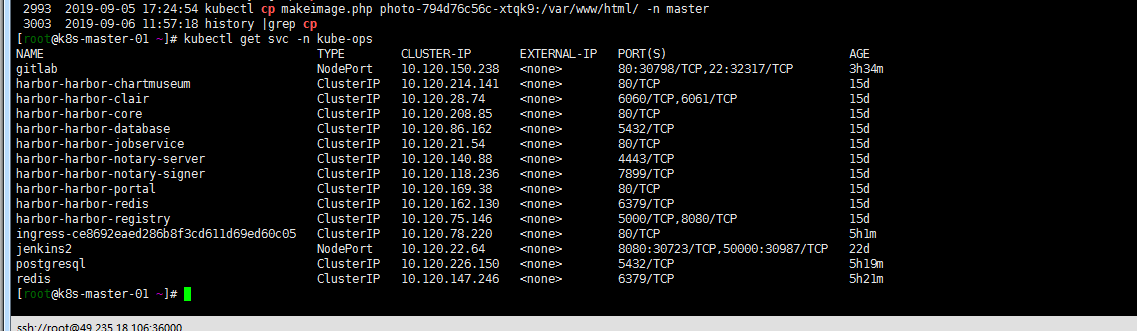 2993 2019-09-05 17:24:54 kubectl cp makeimage.php photo-794d76c56c-xtqk9:/var/www/html/ -n master
3003 2019-09-06 11:57:18 history |grep cp
[root@k8s-master-01 ~]# kubectl get svc -n kube-ops
NAME TYPE CLUSTER-IP EXTERNAL-IP PORT(S) AGE
gitlab NodePort 10.120.150.238 <none> 80:30798/TCP,22:32317/TCP 3h34m
harbor-harbor-chartmuseum ClusterIP 10.120.214.141 <none> 80/TCP 15d
harbor-harbor-clair ClusterIP 10.120.28.74 <none> 6060/TCP,6061/TCP 15d
harbor-harbor-core ClusterIP 10.120.208.85 <none> 80/TCP 15d
harbor-harbor-database ClusterIP 10.120.86.162 <none> 5432/TCP 15d
harbor-harbor-jobservice ClusterIP 10.120.21.54 <none> 80/TCP 15d
harbor-harbor-notary-server ClusterIP 10.120.140.88 <none> 4443/TCP 15d
harbor-harbor-notary-signer ClusterIP 10.120.118.236 <none> 7899/TCP 15d
harbor-harbor-portal ClusterIP 10.120.169.38 <none> 80/TCP 15d
harbor-harbor-redis ClusterIP 10.120.162.130 <none> 6379/TCP 15d
harbor-harbor-registry ClusterIP 10.120.75.146 <none> 5000/TCP,8080/TCP 15d
ingress-ce8692eaed286b8f3cd611d69ed60c05 ClusterIP 10.120.78.220 <none> 80/TCP 5h1m
jenkins2 NodePort 10.120.22.64 <none> 8080:30723/TCP,50000:30987/TCP 22d
postgresql ClusterIP 10.120.226.150 <none> 5432/TCP 5h19m
redis ClusterIP 10.120.147.246 <none> 6379/TCP 5h21m
[root@k8s-master-01 ~]#
ssh://root@49.235.18.106:36000